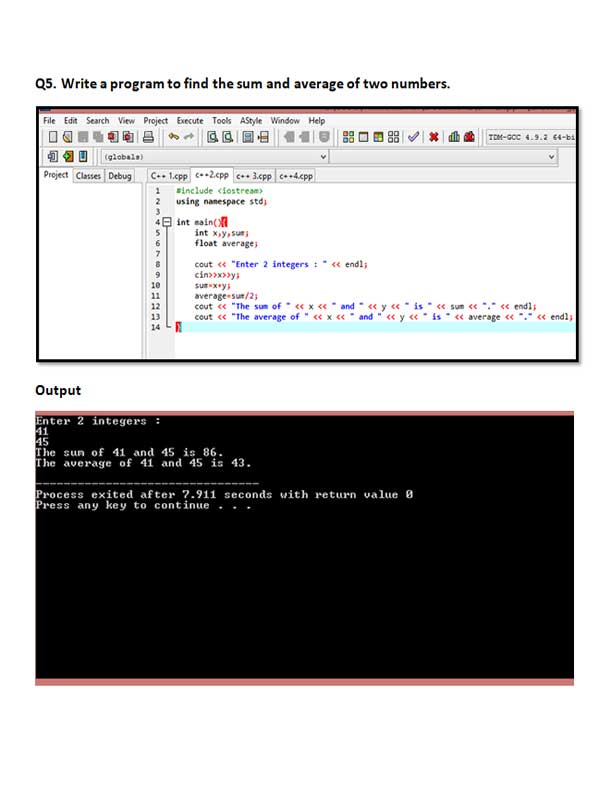 Q5. Write a program to find the sum and average of two numbers.
File Edit Search View Project Execute Tools AStyle Window Help
TDM-GCC 4.9.2 64-bi
(globals)
Project Classes Debug C++ 1.cpp c++2.cpp c++ 3.cpp c++4.cpp
1 #include <iostream>
2 using namespace std;
3
4 int main(){
5 int x,y,sum;
6 float average;
7
8 cout << "Enter 2 integers : " << endl;
9 cin>>x>>y;
10 sum=x+y;
11 average=sum/2;
12 cout << "The sum of " << x << " and " << y << " is " << sum << "." << endl;
13 cout << "The average of " << x << " and " << y << " is " << average << "." << endl;
14 }
Output
Enter 2 integers :
41
45
The sum of 41 and 45 is 86.
The average of 41 and 45 is 43.
--------------------------------
Process exited after 7.911 seconds with return value 0
Press any key to continue . . .